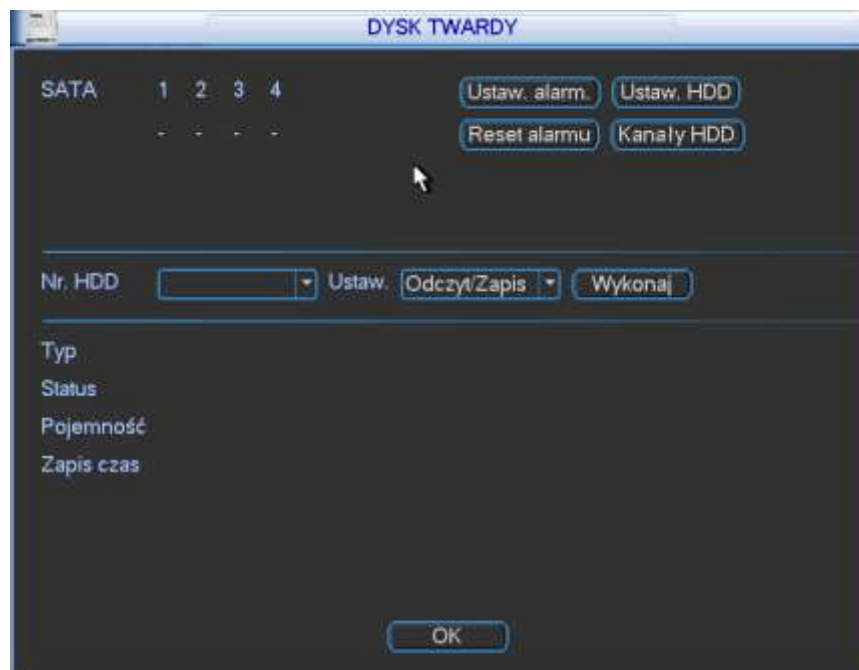 DYSK TWARDY
SATA 1 2 3 4 Ustaw. alarm. Ustaw. HDD
- - - - Reset alarmu Kanały HDD
Nr. HDD Ustaw. Odczyt/Zapis Wykonaj
Typ
Status
Pojemność
Zapis czas
OK